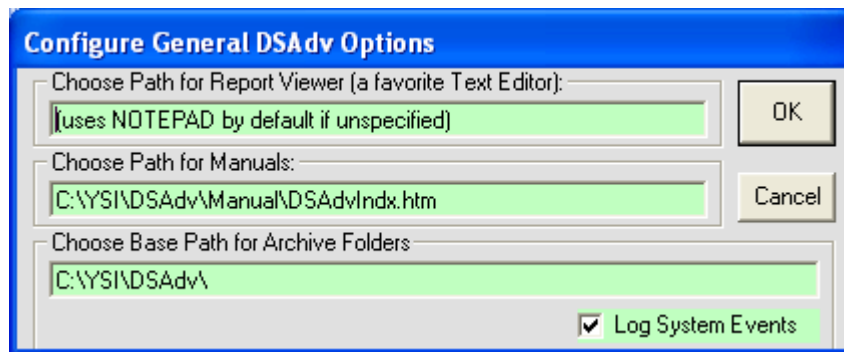 Configure General DSAdv Options
Choose Path for Report Viewer (a favorite Text Editor):
(uses NOTEPAD by default if unspecified)
OK
Choose Path for Manuals:
C:\YSI\DSAdv\Manual\DSAdvIndx.htm
Cancel
Choose Base Path for Archive Folders
C:\YSI\DSAdv\
Log System Events